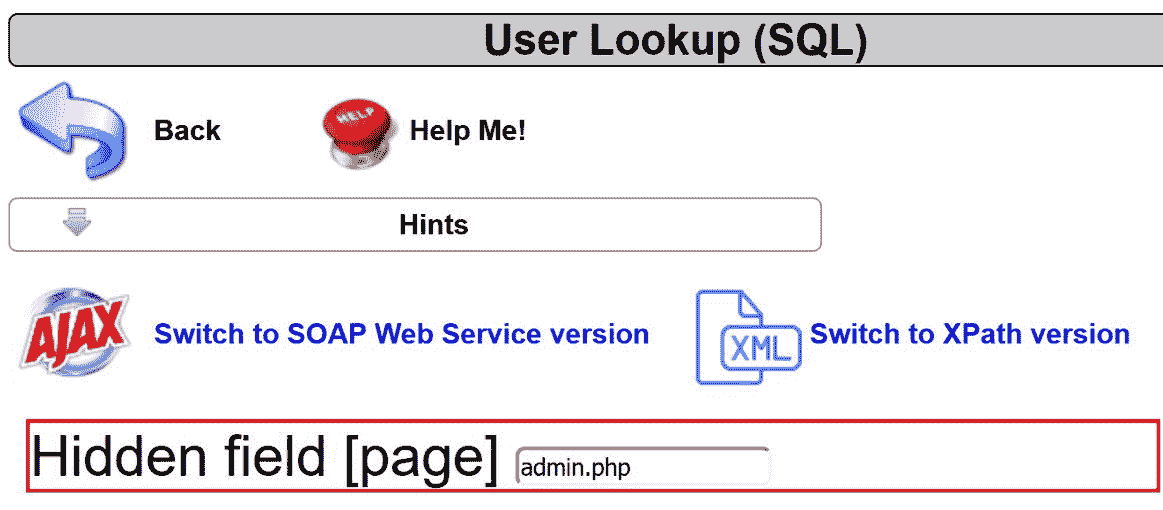 User Lookup (SQL)
Back
HELP
Help Me!
Hints
AJAX
Switch to SOAP Web Service version
XML
Switch to XPath version
Hidden field [page] admin.php